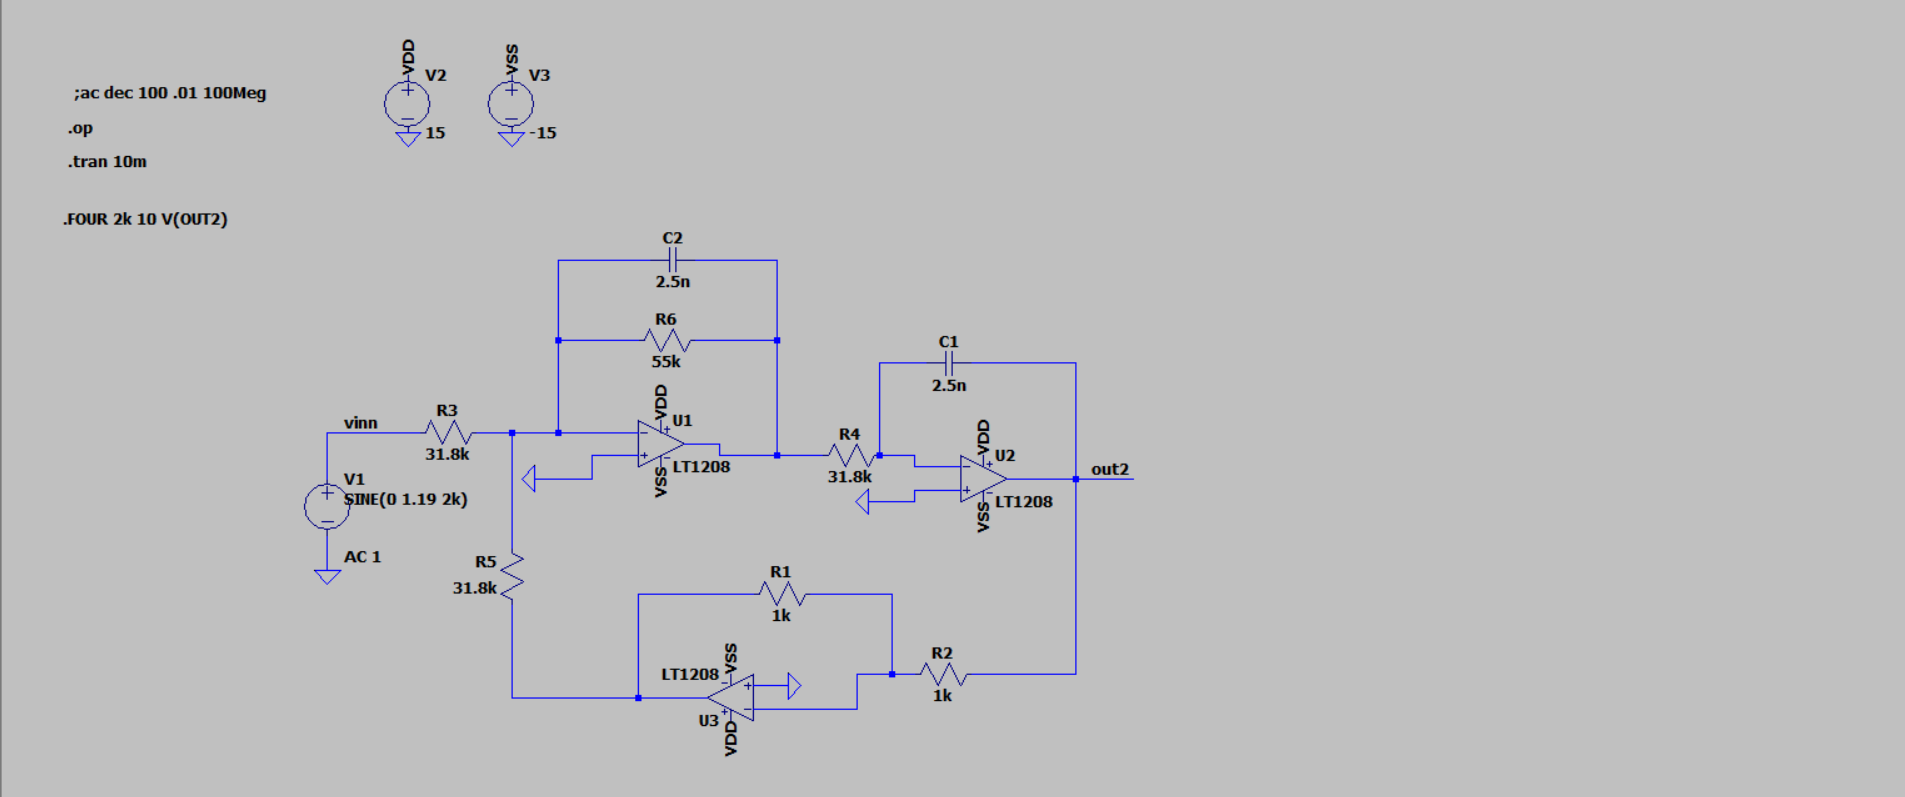 VDD
V2
15
VSS
V3
-15
;ac dec 100 .01 100Meg
.op
.tran 10m
.FOUR 2k 10 V(OUT2)
C2
2.5n
R6
55k
C1
2.5n
vinn
R3
31.8k
VDD
U1
LT1208
VSS
R4
31.8k
VDD
U2
LT1208
VSS
out2
V1
SINE(0 1.19 2k)
AC 1
R5
31.8k
R1
1k
R2
1k
LT1208
VSS
U3
VDD